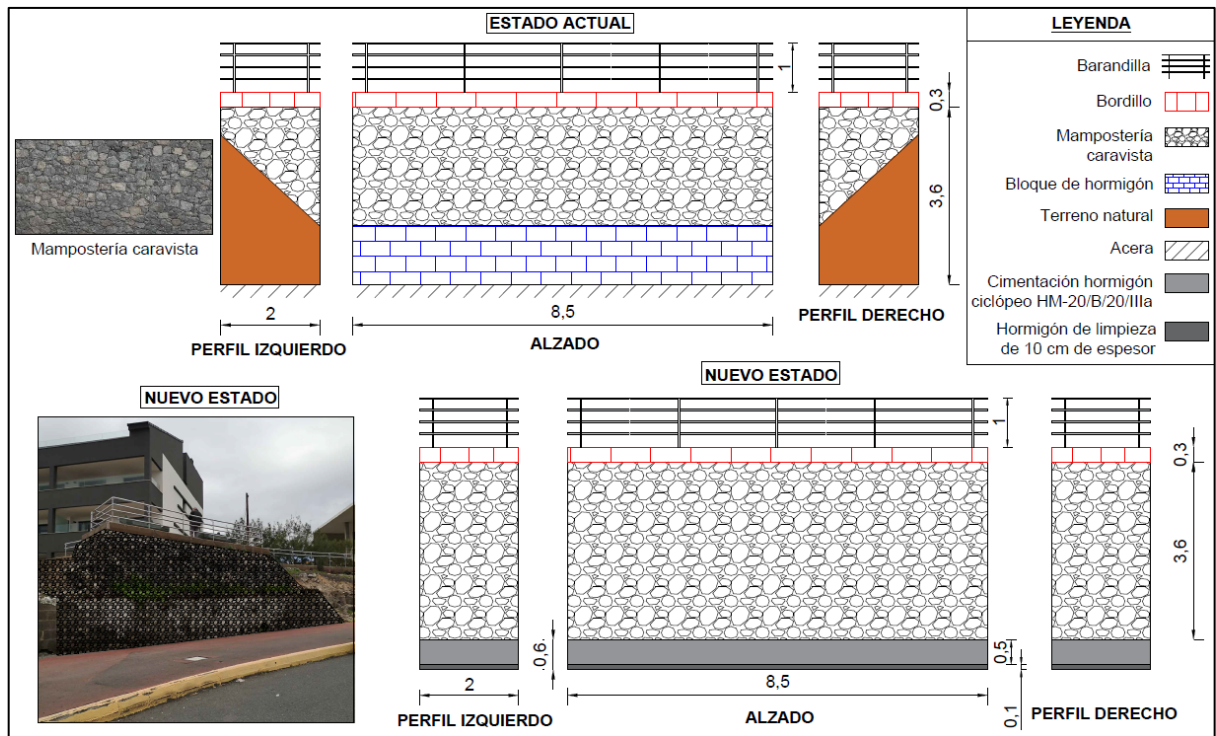 ESTADO ACTUAL
1
0,3
3,6
Mampostería caravista
2
PERFIL IZQUIERDO
8,5
ALZADO
PERFIL DERECHO
LEYENDA
Barandilla
Bordillo
Mampostería
caravista
Bloque de hormigón
Terreno natural
Acera
Cimentación hormigón
ciclópeo HM-20/B/20/IIIa
Hormigón de limpieza
de 10 cm de espesor
NUEVO ESTADO
NUEVO ESTADO
1
0,3
3,6
0,6
0,5
0,1
2
PERFIL IZQUIERDO
8,5
ALZADO
PERFIL DERECHO